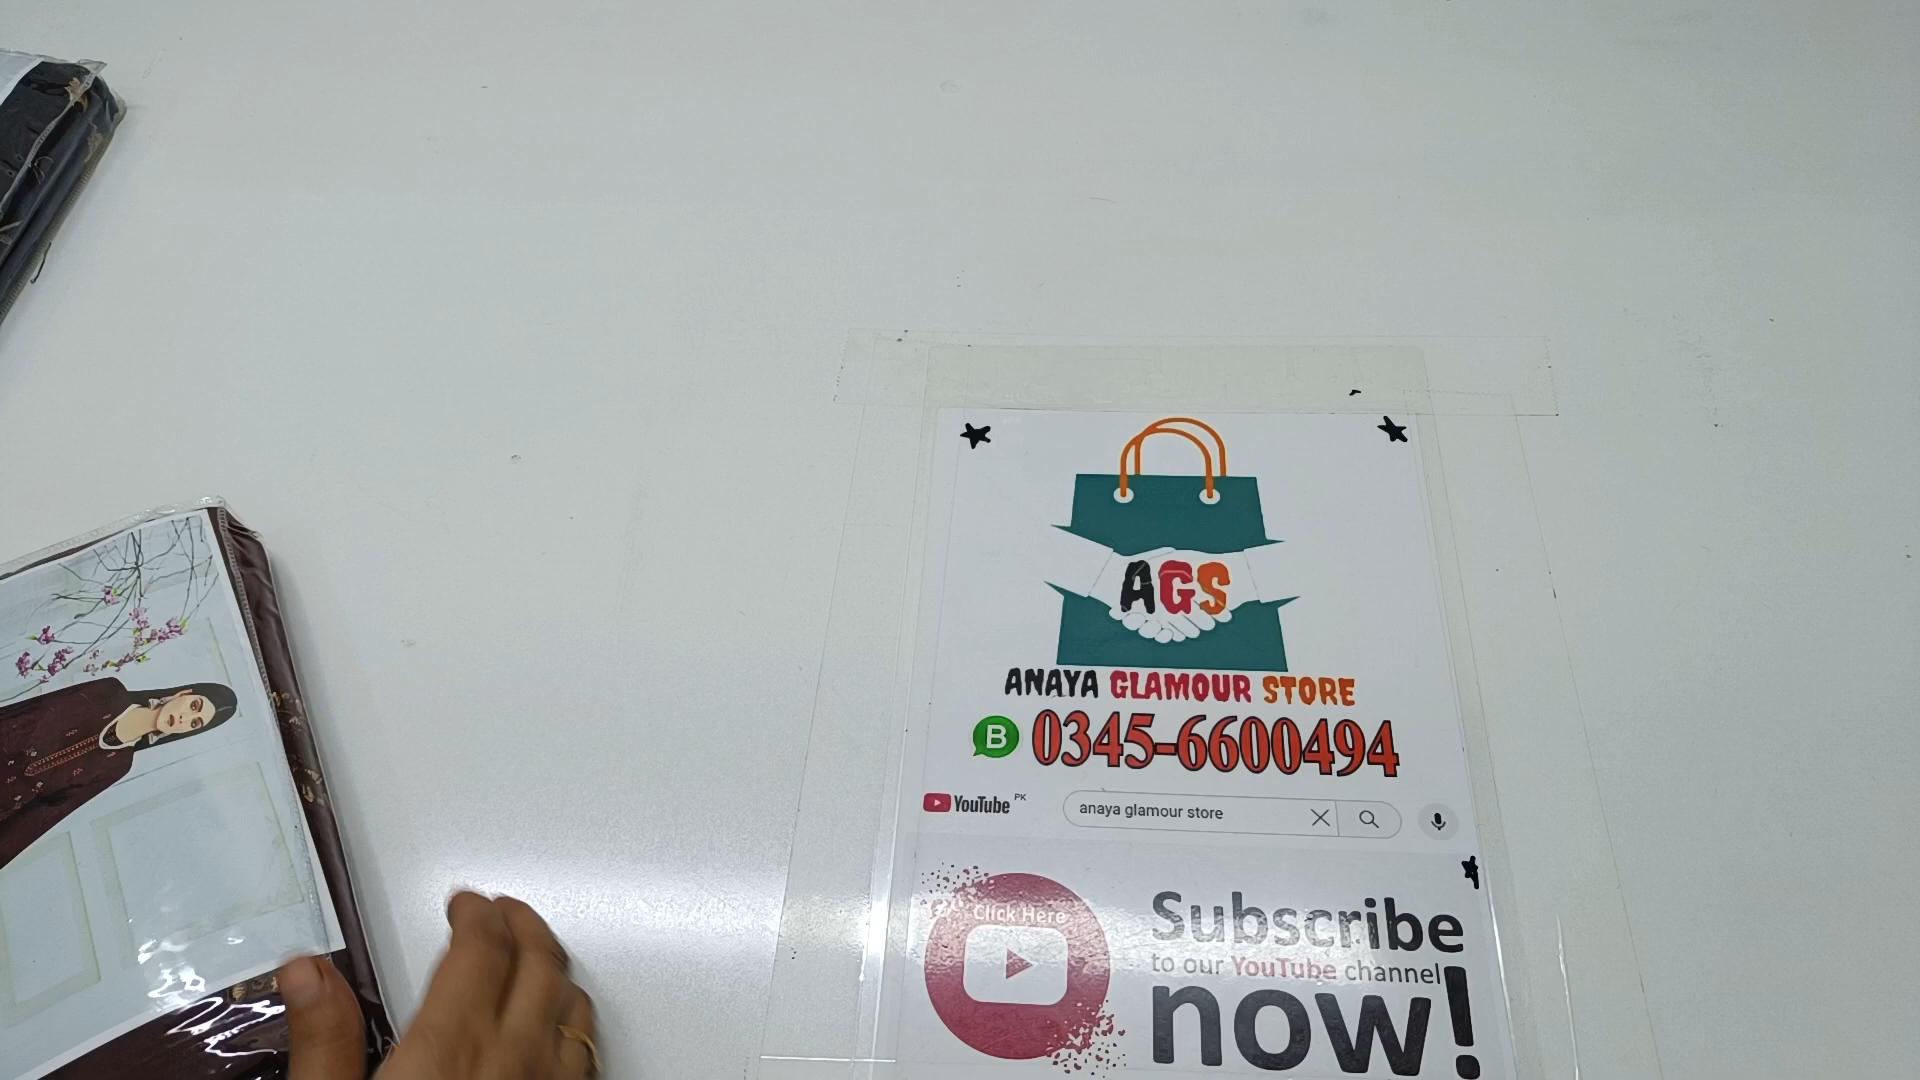 AGS
ANAYA GLAMOUR STORE
B 0345-6600494
YouTube PK
anaya glamour store
Click Here
Subscribe
to our YouTube channel
now!